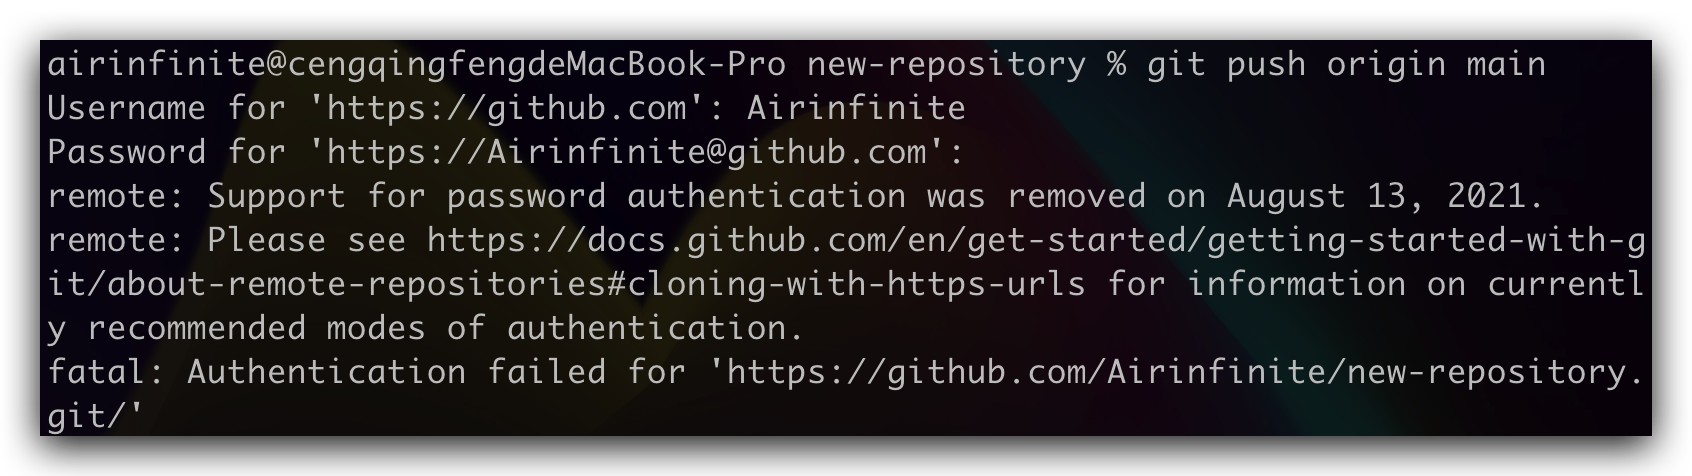 airinfinite@cengqingfengdeMacBook-Pro new-repository % git push origin main
Username for 'https://github.com': Airinfinite
Password for 'https://Airinfinite@github.com':
remote: Support for password authentication was removed on August 13, 2021.
remote: Please see https://docs.github.com/en/get-started/getting-started-with-g
it/about-remote-repositories#cloning-with-https-urls for information on currentl
y recommended modes of authentication.
fatal: Authentication failed for 'https://github.com/Airinfinite/new-repository.
git/'